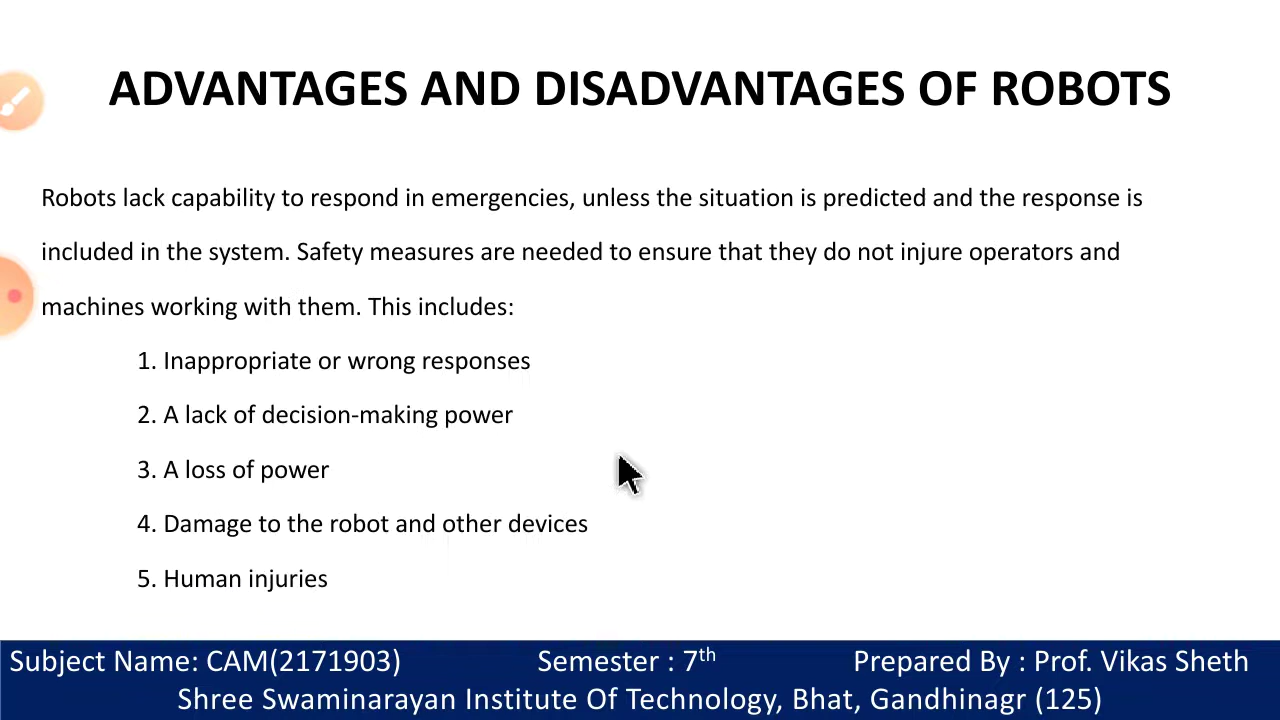 ADVANTAGES AND DISADVANTAGES OF ROBOTS
Robots lack capability to respond in emergencies, unless the situation is predicted and the response is
included in the system. Safety measures are needed to ensure that they do not injure operators and
machines working with them. This includes:
1. Inappropriate or wrong responses
2. A lack of decision-making power
3. A loss of power
4. Damage to the robot and other devices
5. Human injuries
Subject Name: CAM(2171903) Semester : 7th Prepared By : Prof. Vikas Sheth
Shree Swaminarayan Institute Of Technology, Bhat, Gandhinagr (125)